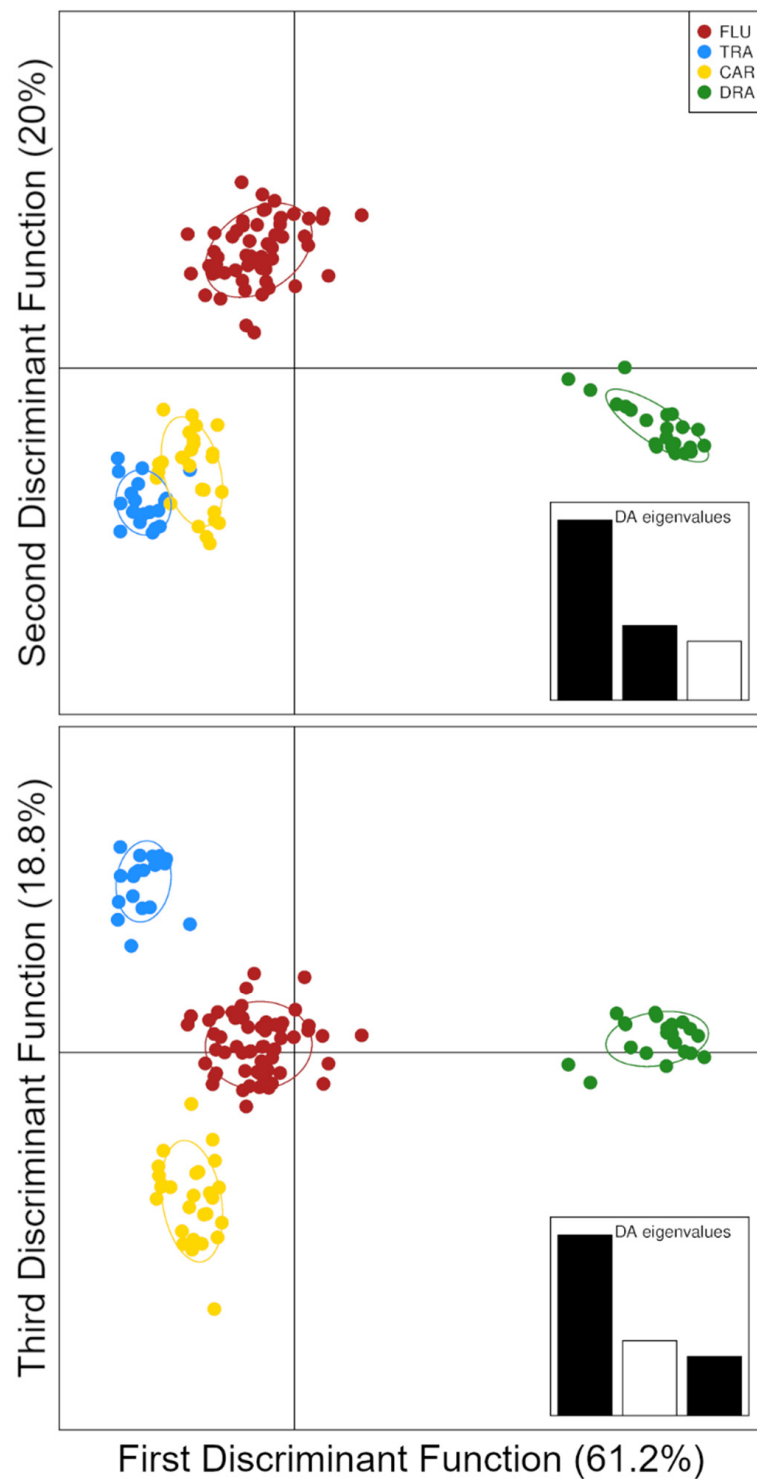 FLU
TRA
CAR
DRA
Second Discriminant Function (20%)
DA eigenvalues
Third Discriminant Function (18.8%)
DA eigenvalues
First Discriminant Function (61.2%)